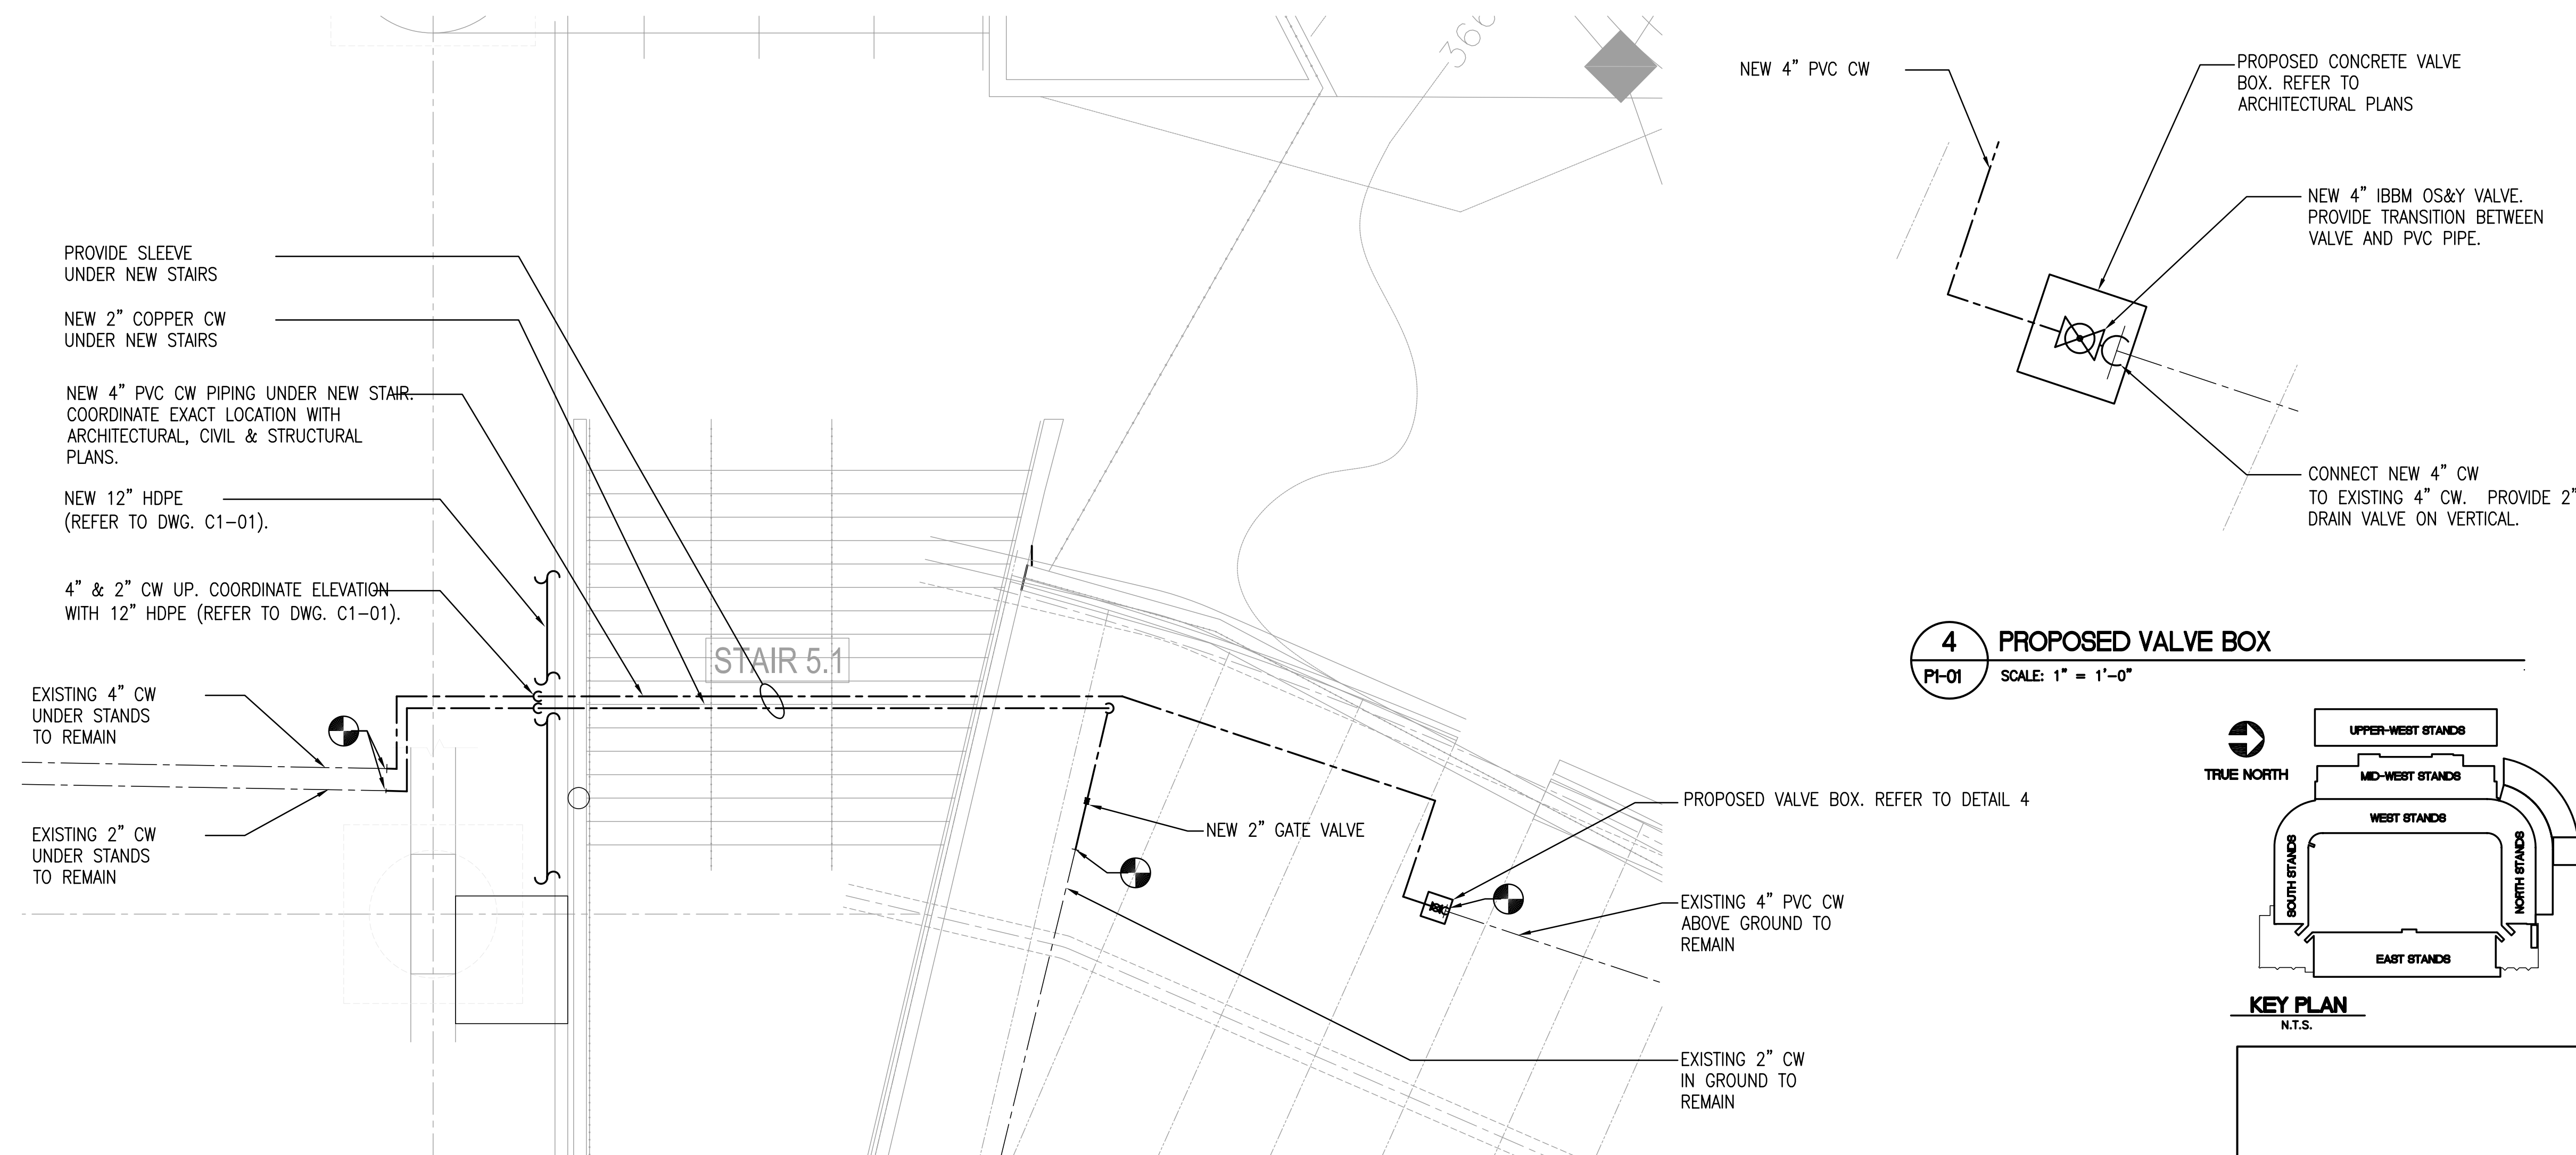 PROVIDE SLEEVE
UNDER NEW STAIRS
NEW 2” COPPER CW
UNDER NEW STAIRS
NEW 4” PVC CW PIPING UNDER NEW STAIR.
COORDINATE EXACT LOCATION WITH
ARCHITECTURAL, CIVIL & STRUCTURAL
PLANS.
NEW 12” HDPE
(REFER TO DWG. C1-01).
4” & 2” CW UP. COORDINATE ELEVATION
WITH 12” HDPE (REFER TO DWG. C1-01).
EXISTING 4” CW
UNDER STANDS
TO REMAIN
EXISTING 2” CW
UNDER STANDS
TO REMAIN
STAIR 5.1
366
NEW 2” GATE VALVE
PROPOSED VALVE BOX. REFER TO DETAIL 4
EXISTING 4” PVC CW
ABOVE GROUND TO
REMAIN
EXISTING 2” CW
IN GROUND TO
REMAIN
NEW 4” PVC CW
PROPOSED CONCRETE VALVE
BOX. REFER TO
ARCHITECTURAL PLANS
NEW 4” IBBM OS&Y VALVE.
PROVIDE TRANSITION BETWEEN
VALVE AND PVC PIPE.
CONNECT NEW 4” CW
TO EXISTING 4” CW. PROVIDE 2”
DRAIN VALVE ON VERTICAL.
4
P1-01
PROPOSED VALVE BOX
SCALE: 1” = 1’-0”
TRUE NORTH
UPPER-WEST STANDS
MID-WEST STANDS
WEST STANDS
SOUTH STANDS
NORTH STANDS
EAST STANDS
KEY PLAN
N.T.S.